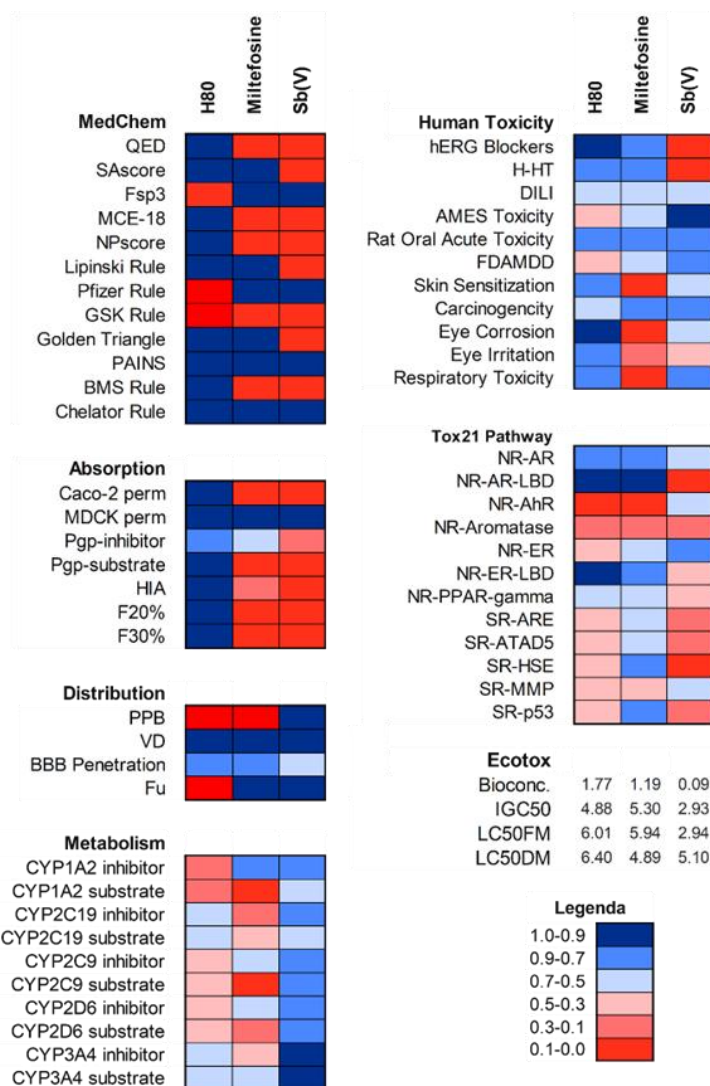 H80 Miltefosine Sb(V)
MedChem
QED
SAscore
Fsp3
MCE-18
NPscore
Lipinski Rule
Pfizer Rule
GSK Rule
Golden Triangle
PAINS
BMS Rule
Chelator Rule
Absorption
Caco-2 perm
MDCK perm
Pgp-inhibitor
Pgp-substrate
HIA
F20%
F30%
Distribution
PPB
VD
BBB Penetration
Fu
Metabolism
CYP1A2 inhibitor
CYP1A2 substrate
CYP2C19 inhibitor
CYP2C19 substrate
CYP2C9 inhibitor
CYP2C9 substrate
CYP2D6 inhibitor
CYP2D6 substrate
CYP3A4 inhibitor
CYP3A4 substrate
H80 Miltefosine Sb(V)
Human Toxicity
hERG Blockers
H-HT
DILI
AMES Toxicity
Rat Oral Acute Toxicity
FDAMDD
Skin Sensitization
Carcinogencity
Eye Corrosion
Eye Irritation
Respiratory Toxicity
Tox21 Pathway
NR-AR
NR-AR-LBD
NR-AhR
NR-Aromatase
NR-ER
NR-ER-LBD
NR-PPAR-gamma
SR-ARE
SR-ATAD5
SR-HSE
SR-MMP
SR-p53
Ecotox
Bioconc. 1.77 1.19 0.09
IGC50 4.88 5.30 2.93
LC50FM 6.01 5.94 2.94
LC50DM 6.40 4.89 5.10
Legenda
1.0-0.9
0.9-0.7
0.7-0.5
0.5-0.3
0.3-0.1
0.1-0.0